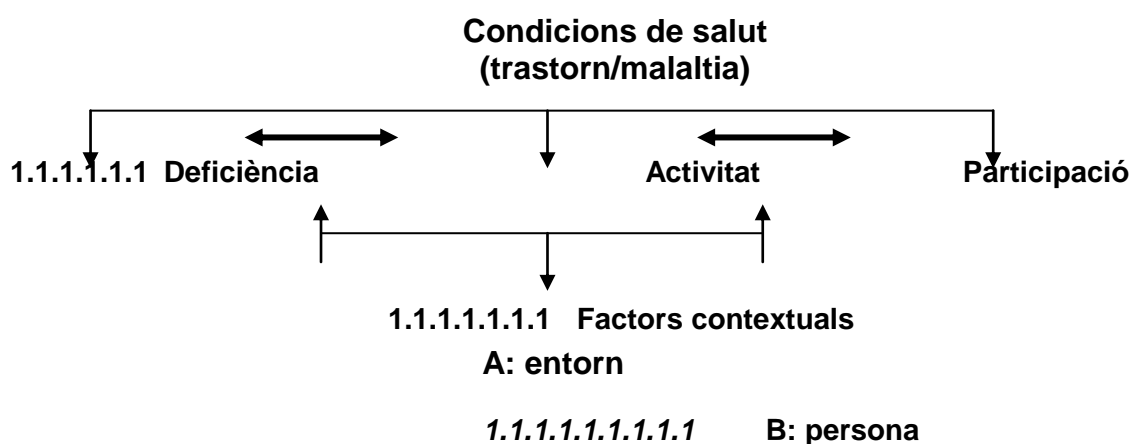 Condicions de salut
(trastorn/malaltia)
1.1.1.1.1.1 Deficiència Activitat Participació
1.1.1.1.1.1.1 Factors contextuals
A: entorn
1.1.1.1.1.1.1.1.1 B: persona